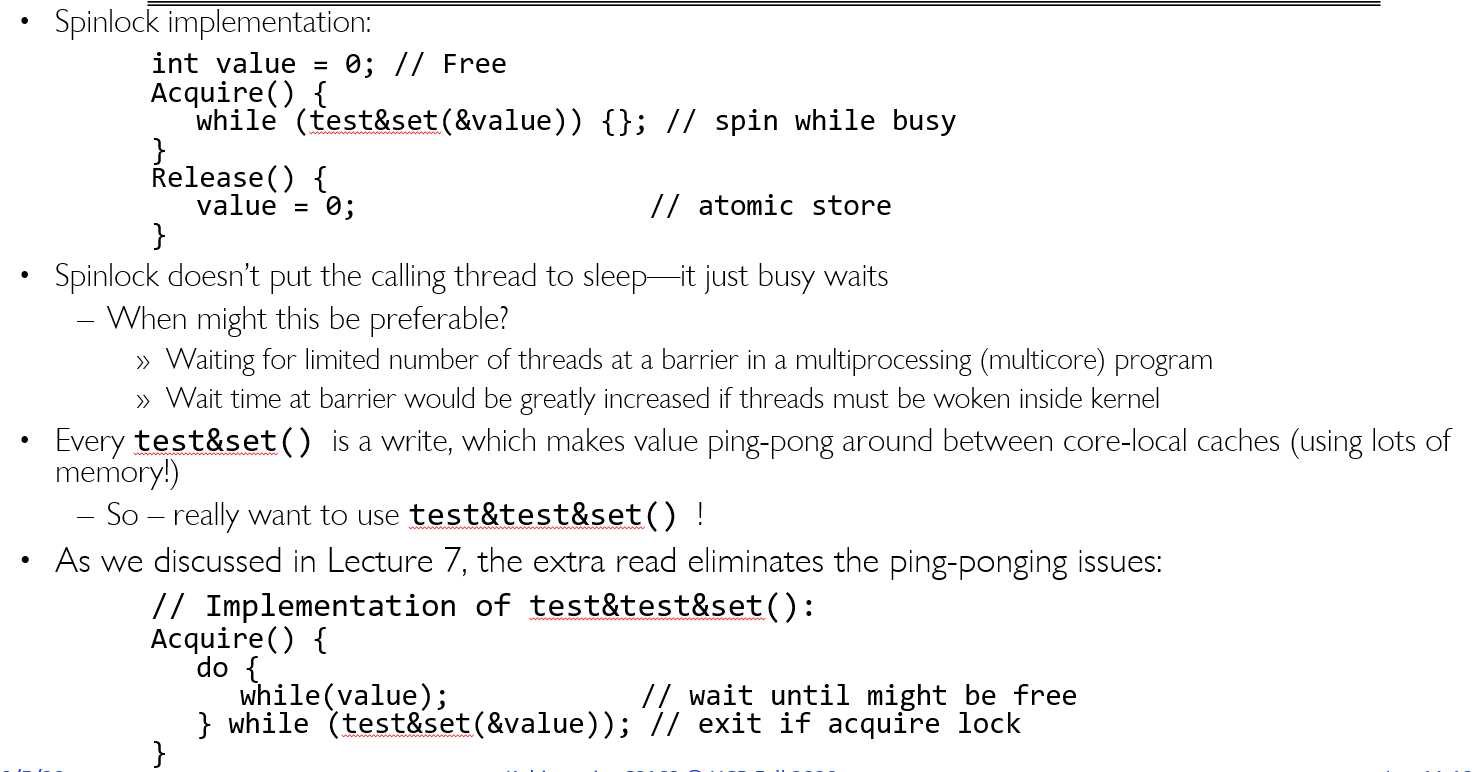 • Spinlock implementation:
int value = 0; // Free
Acquire() {
while (test&set(&value)) {}; // spin while busy
}
Release() {
value = 0; // atomic store
}
• Spinlock doesn't put the calling thread to sleep—it just busy waits
– When might this be preferable?
» Waiting for limited number of threads at a barrier in a multiprocessing (multicore) program
» Wait time at barrier would be greatly increased if threads must be woken inside kernel
• Every test&set() is a write, which makes value ping-pong around between core-local caches (using lots of
memory!)
– So – really want to use test&test&set() !
• As we discussed in Lecture 7, the extra read eliminates the ping-ponging issues:
// Implementation of test&test&set():
Acquire() {
do {
while(value); // wait until might be free
} while (test&set(&value)); // exit if acquire lock
}